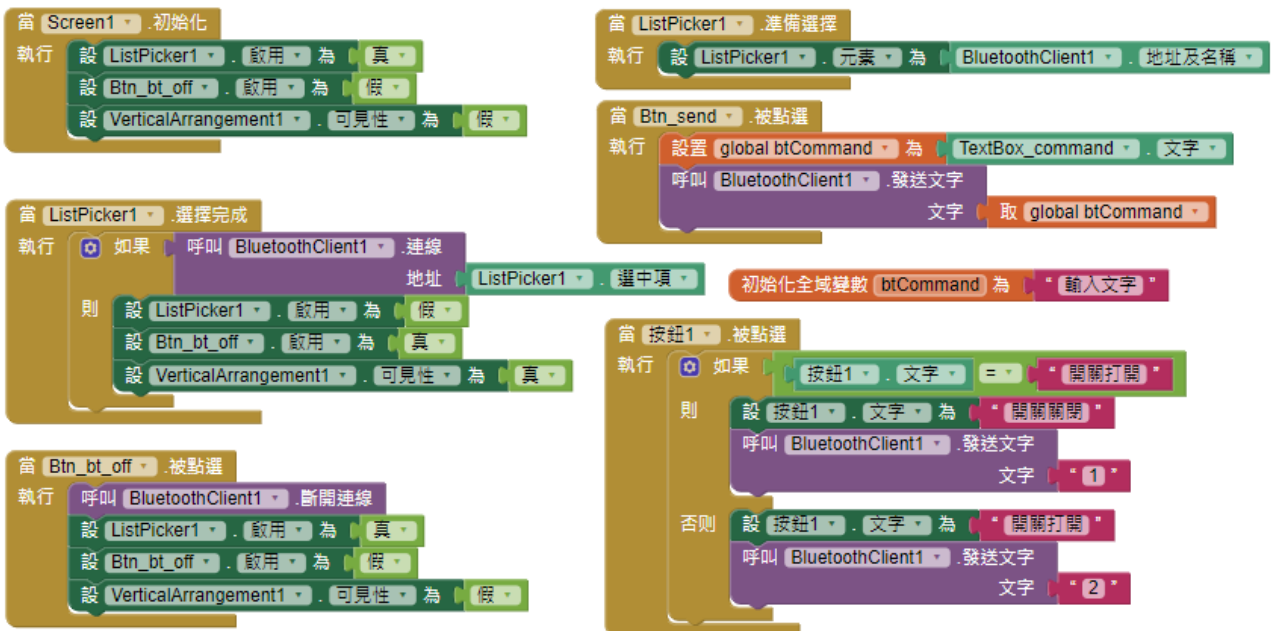 當 Screen1 .初始化
執行 設 ListPicker1 . 啟用 為 真
設 Btn_bt_off . 啟用 為 假
設 VerticalArrangement1 . 可見性 為 假
當 ListPicker1 .選擇完成
執行 如果 呼叫 BluetoothClient1 .連線
地址 ListPicker1 . 選中項
則 設 ListPicker1 . 啟用 為 假
設 Btn_bt_off . 啟用 為 真
設 VerticalArrangement1 . 可見性 為 真
當 Btn_bt_off .被點選
執行 呼叫 BluetoothClient1 .斷開連線
設 ListPicker1 . 啟用 為 真
設 Btn_bt_off . 啟用 為 假
設 VerticalArrangement1 . 可見性 為 假
當 ListPicker1 .準備選擇
執行 設 ListPicker1 . 元素 為 BluetoothClient1 . 地址及名稱
當 Btn_send .被點選
執行 設置 global btCommand 為 TextBox_command . 文字
呼叫 BluetoothClient1 .發送文字
文字 取 global btCommand
初始化全域變數 btCommand 為 “ 輸入文字 ”
當 按鈕1 .被點選
執行 如果 按鈕1 . 文字 = “ 開關打開 ”
則 設 按鈕1 . 文字 為 “ 開關關閉 ”
呼叫 BluetoothClient1 .發送文字
文字 “ 1 ”
否則 設 按鈕1 . 文字 為 “ 開關打開 ”
呼叫 BluetoothClient1 .發送文字
文字 “ 2 ”